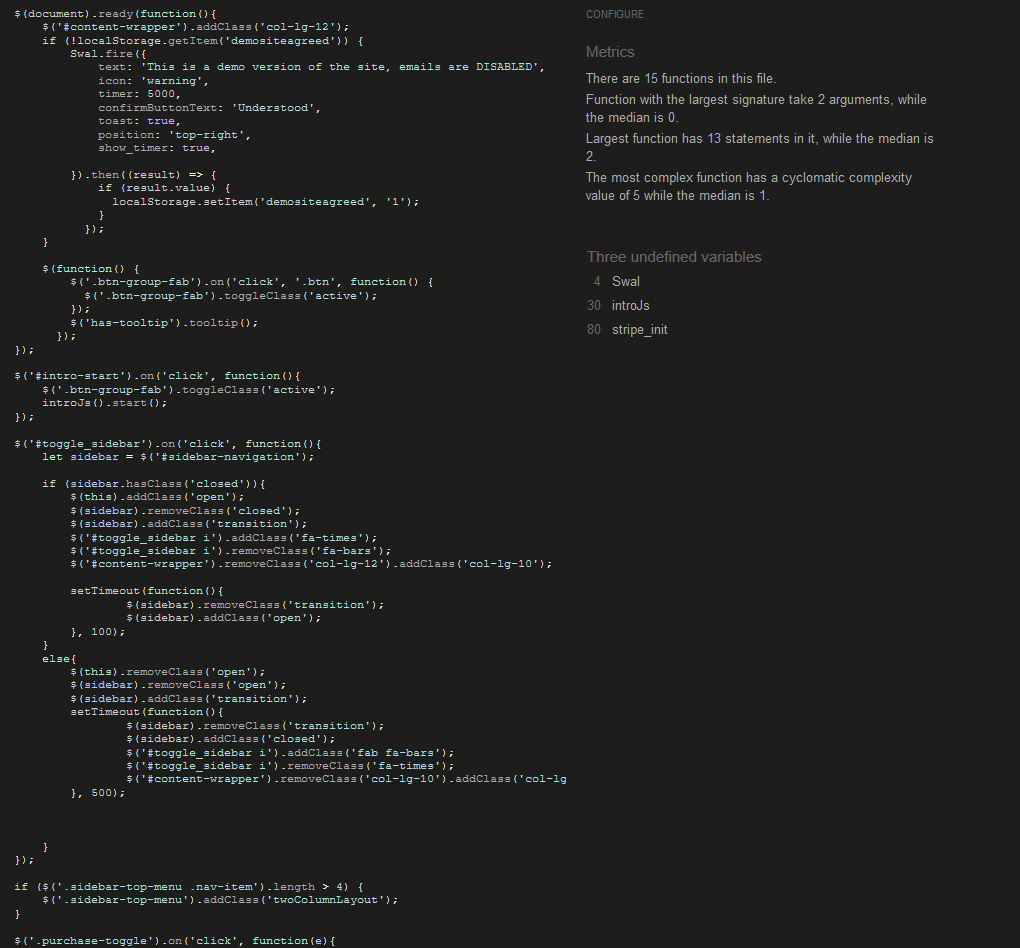 $(document).ready(function(){
    $('#content-wrapper').addClass('col-lg-12');
    if (!localStorage.getItem('demositeagreed')) {
        Swal.fire({
            text: 'This is a demo version of the site, emails are DISABLED',
            icon: 'warning',
            timer: 5000,
            confirmButtonText: 'Understood',
            toast: true,
            position: 'top-right',
            show_timer: true,

        }).then((result) => {
            if (result.value) {
              localStorage.setItem('demositeagreed', '1');
            }
          });
    }

    $(function() {
        $('.btn-group-fab').on('click', '.btn', function() {
          $('.btn-group-fab').toggleClass('active');
        });
        $('has-tooltip').tooltip();
      });
});

$('#intro-start').on('click', function(){
    $('.btn-group-fab').toggleClass('active');
    introJs().start();
});

$('#toggle_sidebar').on('click', function(){
    let sidebar = $('#sidebar-navigation');

    if (sidebar.hasClass('closed')){
        $(this).addClass('open');
        $(sidebar).removeClass('closed');
        $(sidebar).addClass('transition');
        $('#toggle_sidebar i').addClass('fa-times');
        $('#toggle_sidebar i').removeClass('fa-bars');
        $('#content-wrapper').removeClass('col-lg-12').addClass('col-lg-10');

        setTimeout(function(){
                $(sidebar).removeClass('transition');
                $(sidebar).addClass('open');
        }, 100);
    }
    else{
        $(this).removeClass('open');
        $(sidebar).removeClass('open');
        $(sidebar).addClass('transition');
        setTimeout(function(){
                $(sidebar).removeClass('transition');
                $(sidebar).addClass('closed');
                $('#toggle_sidebar i').addClass('fab fa-bars');
                $('#toggle_sidebar i').removeClass('fa-times');
                $('#content-wrapper').removeClass('col-lg-10').addClass('col-lg
        }, 500);

    }
});

if ($('.sidebar-top-menu .nav-item').length > 4) {
    $('.sidebar-top-menu').addClass('twoColumnLayout');
}

$('.purchase-toggle').on('click', function(e){
CONFIGURE
Metrics
There are 15 functions in this file.
Function with the largest signature take 2 arguments, while
the median is 0.
Largest function has 13 statements in it, while the median is
2.
The most complex function has a cyclomatic complexity
value of 5 while the median is 1.
Three undefined variables
4 Swal
30 introJs
80 stripe_init